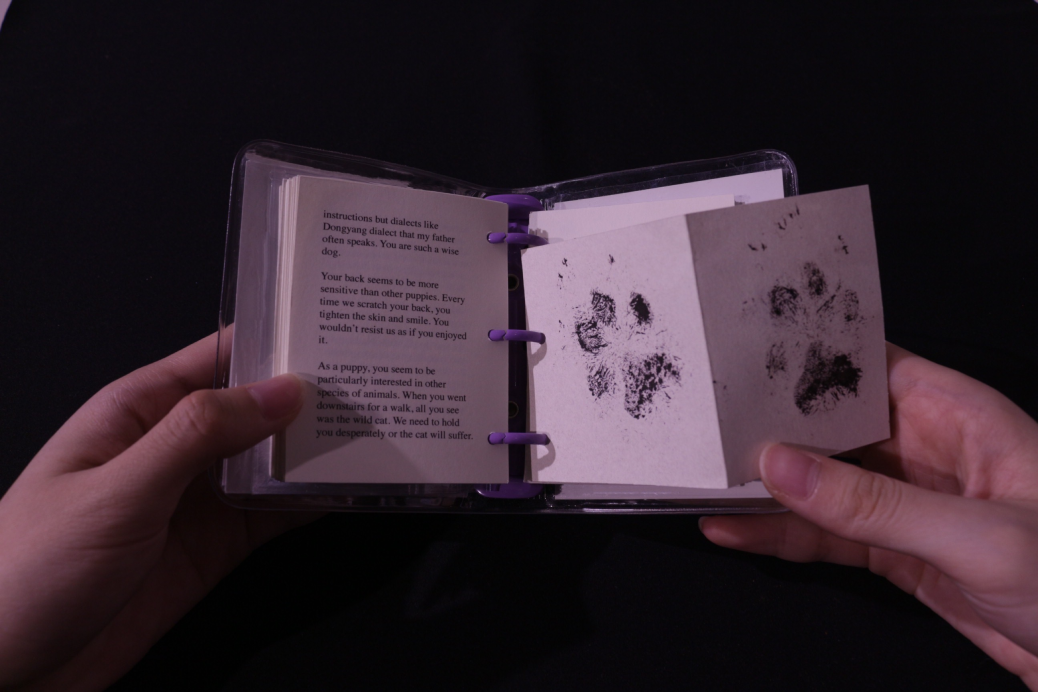 instructions but dialects like
Dongyang dialect that my father
often speaks. You are such a wise
dog.
Your back seems to be more
sensitive than other puppies. Every
time we scratch your back, you
tighten the skin and smile. You
wouldn't resist us as if you enjoyed
it.
As a puppy, you seem to be
particularly interested in other
species of animals. When you went
downstairs for a walk, all you see
was the wild cat. We need to hold
you desperately or the cat will suffer.